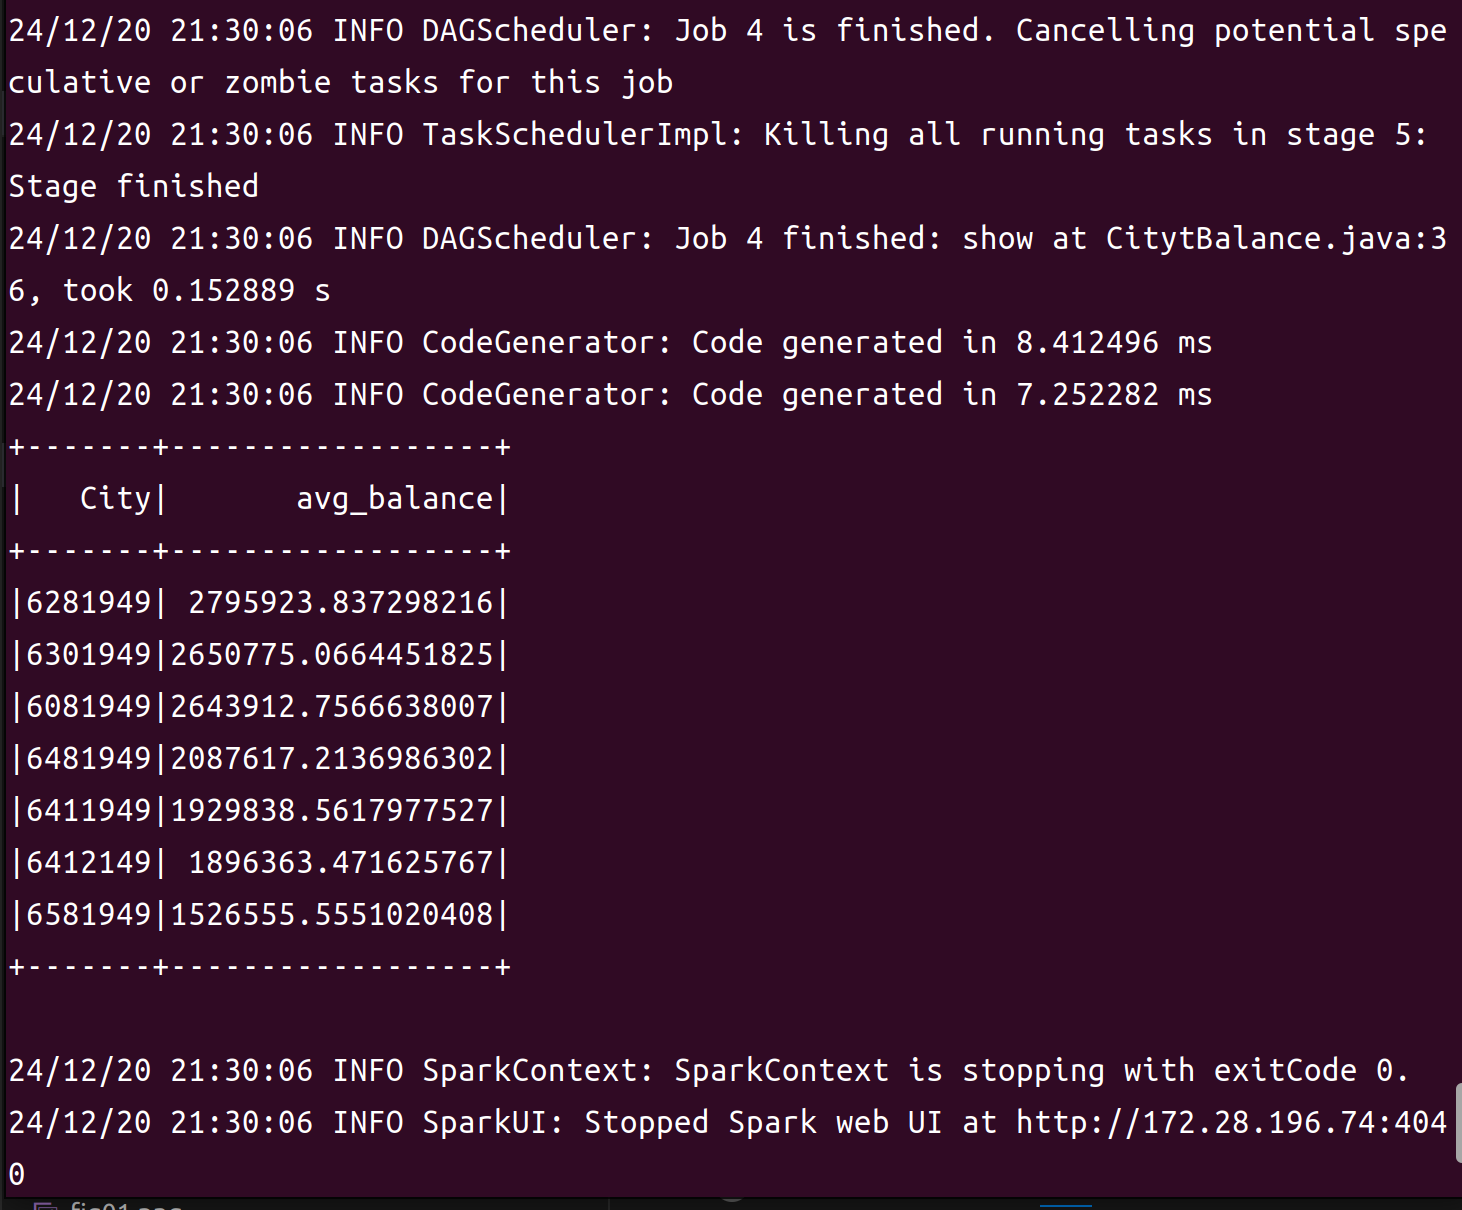 24/12/20 21:30:06 INFO DAGScheduler: Job 4 is finished. Cancelling potential spe
culative or zombie tasks for this job
24/12/20 21:30:06 INFO TaskSchedulerImpl: Killing all running tasks in stage 5:
Stage finished
24/12/20 21:30:06 INFO DAGScheduler: Job 4 finished: show at CitytBalance.java:3
6, took 0.152889 s
24/12/20 21:30:06 INFO CodeGenerator: Code generated in 8.412496 ms
24/12/20 21:30:06 INFO CodeGenerator: Code generated in 7.252282 ms
+-------+------------------+
|   City|       avg_balance|
+-------+------------------+
|6281949| 2795923.837298216|
|6301949|2650775.0664451825|
|6081949|2643912.7566638007|
|6481949|2087617.2136986302|
|6411949|1929838.5617977527|
|6412149| 1896363.471625767|
|6581949|1526555.5551020408|
+-------+------------------+
24/12/20 21:30:06 INFO SparkContext: SparkContext is stopping with exitCode 0.
24/12/20 21:30:06 INFO SparkUI: Stopped Spark web UI at http://172.28.196.74:404
0